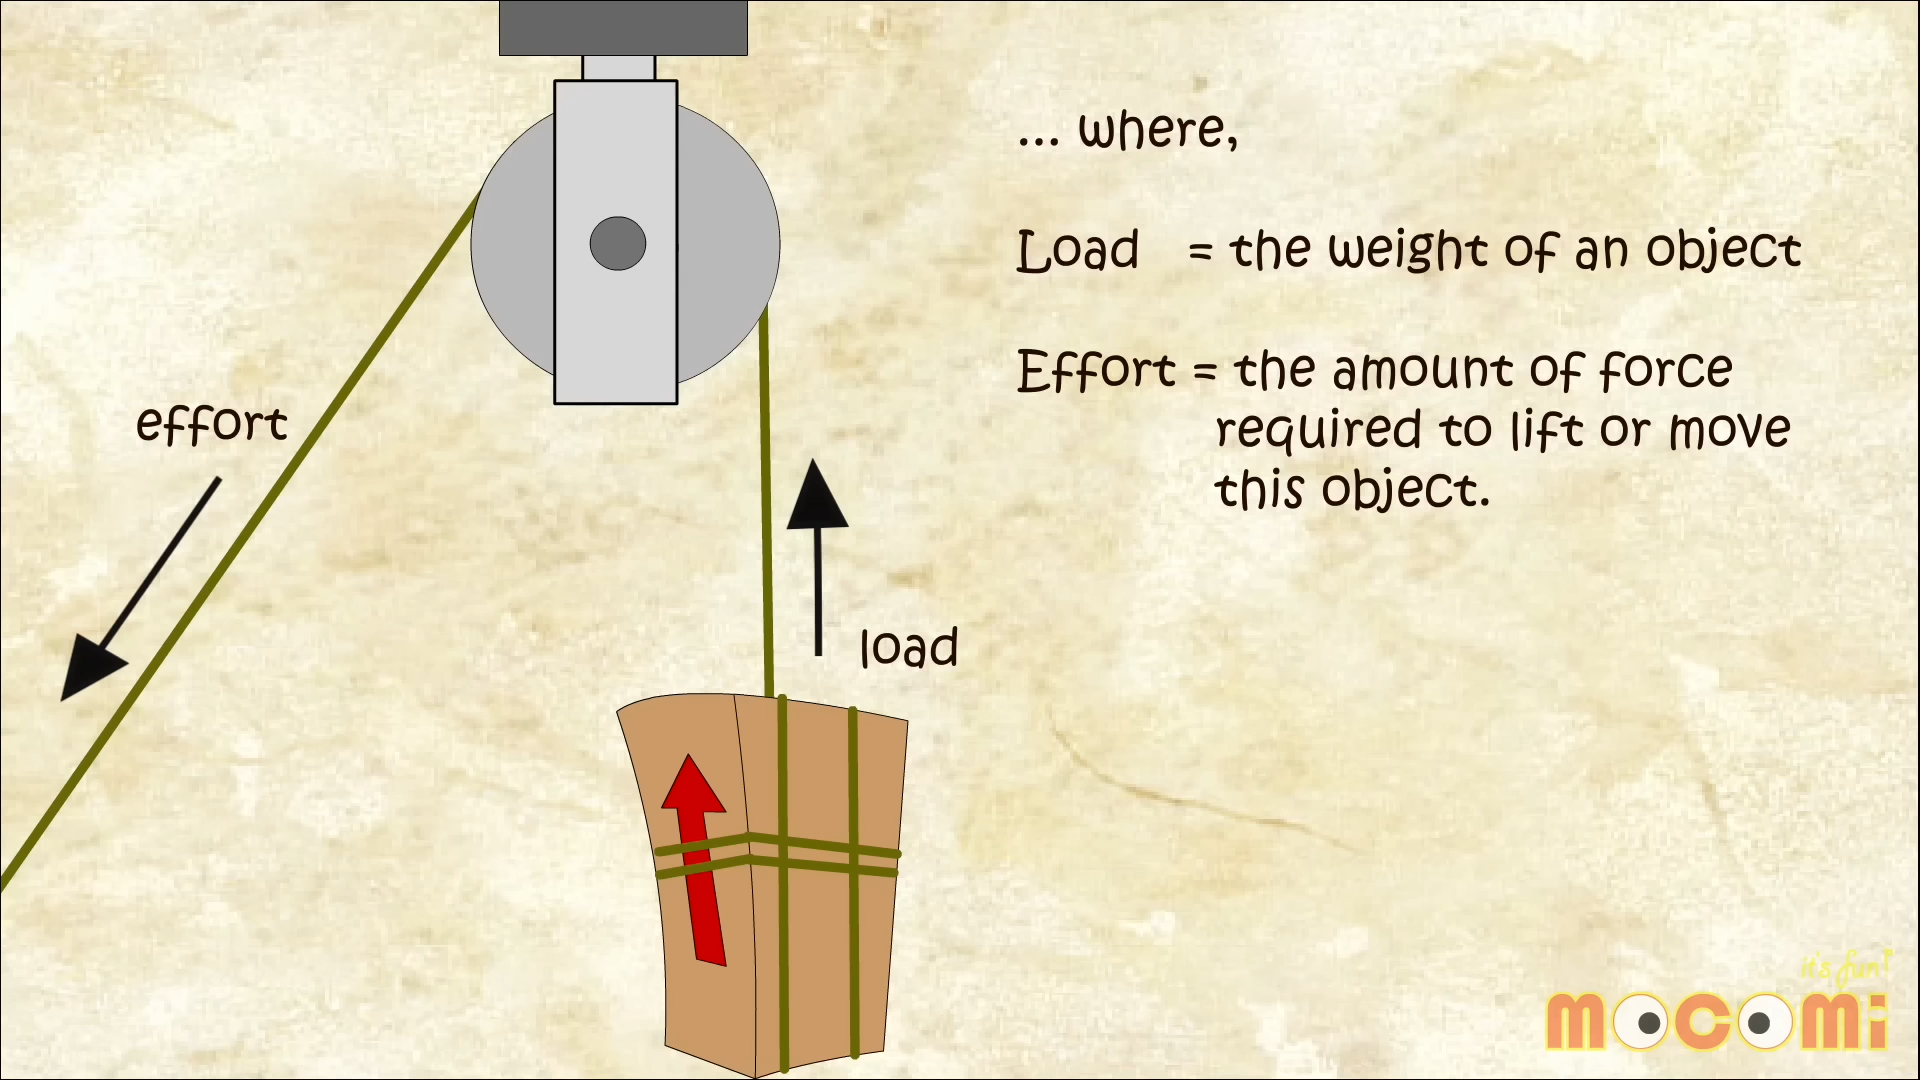 ... where,
Load = the weight of an object
Effort = the amount of force
required to lift or move
this object.
effort
load
it's fun!
mocomi